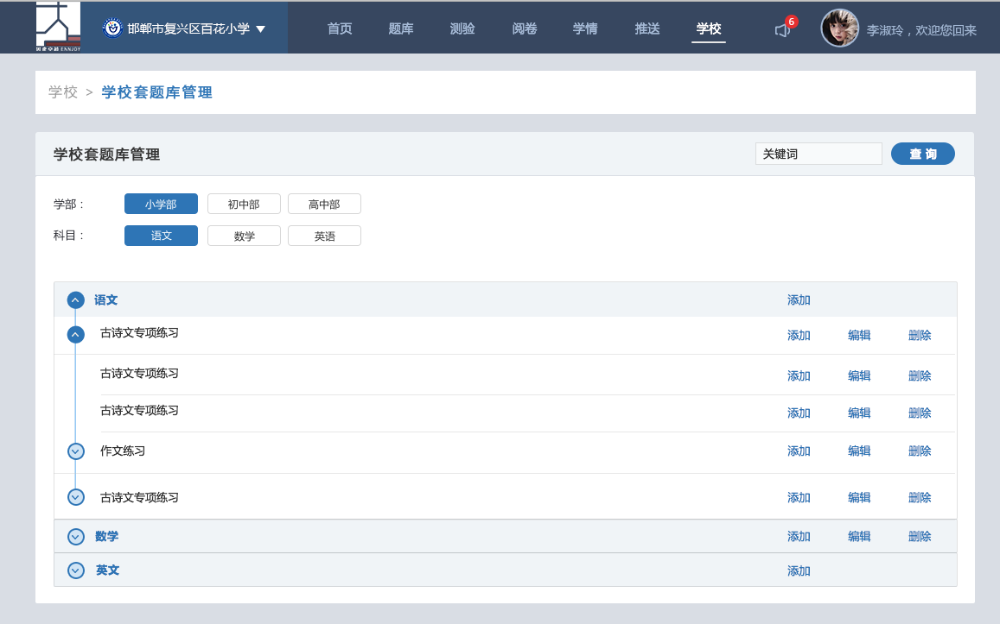 邯郸市复兴区百花小学 首页 题库 测验 阅卷 学情 推送 学校 6 李淑玲，欢迎您回来
ENNJOY
学校 > 学校套题库管理
学校套题库管理 关键词 查 询
学部： 小学部 初中部 高中部
科目： 语文 数学 英语
语文 添加
古诗文专项练习 添加 编辑 删除
古诗文专项练习 添加 编辑 删除
古诗文专项练习 添加 编辑 删除
作文练习 添加 编辑 删除
古诗文专项练习 添加 编辑 删除
数学 添加 编辑 删除
英文 添加